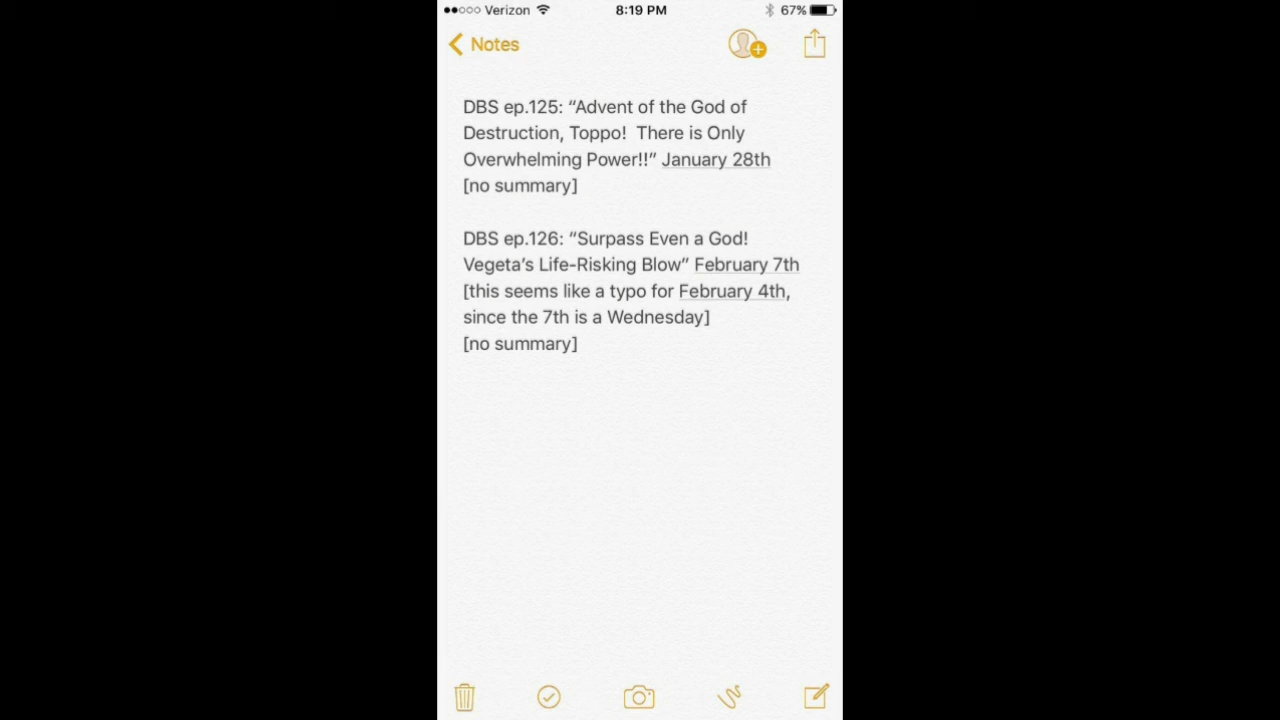 ●●○○○ Verizon 8:19 PM 67%
Notes
DBS ep.125: “Advent of the God of
Destruction, Toppo!  There is Only
Overwhelming Power!!” January 28th
[no summary]
DBS ep.126: “Surpass Even a God!
Vegeta’s Life-Risking Blow” February 7th
[this seems like a typo for February 4th,
since the 7th is a Wednesday]
[no summary]